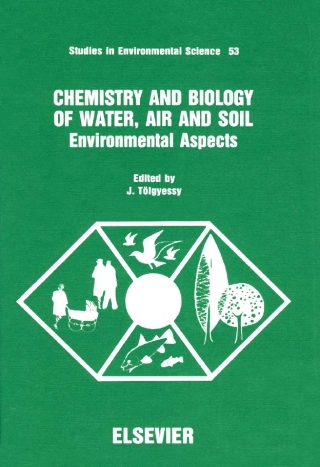 Studies in Environmental Science 53
CHEMISTRY AND BIOLOGY
OF WATER, AIR AND SOIL
Environmental Aspects
Edited by
J. Tölgyessy
ELSEVIER